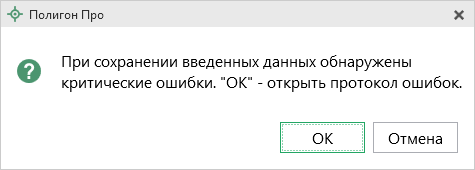 Полигон Про
При сохранении введенных данных обнаружены
критические ошибки. "ОК" - открыть протокол ошибок.
ОК
Отмена